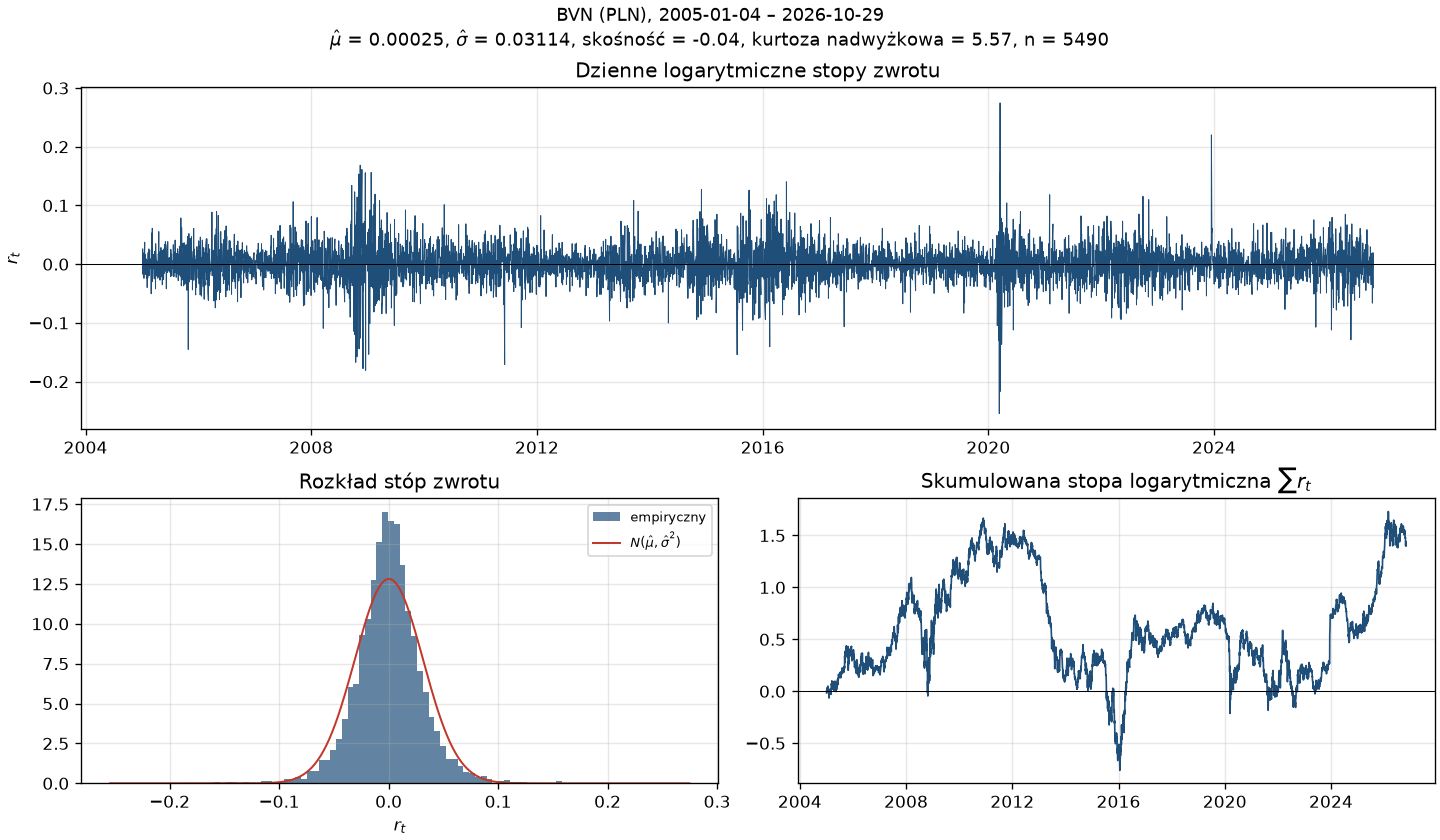 BVN (PLN), 2005-01-04 – 2026-10-29
μ̂ = 0.00025, σ̂ = 0.03114, skośność = -0.04, kurtoza nadwyżkowa = 5.57, n = 5490
Dzienne logarytmiczne stopy zwrotu
0.3
0.2
0.1
0.0
−0.1
−0.2
r_t
2004 2008 2012 2016 2020 2024
Rozkład stóp zwrotu
17.5
15.0
12.5
10.0
7.5
5.0
2.5
0.0
empiryczny
N(μ̂, σ̂²)
−0.2 −0.1 0.0 0.1 0.2 0.3
r_t
Skumulowana stopa logarytmiczna ∑r_t
1.5
1.0
0.5
0.0
−0.5
2004 2008 2012 2016 2020 2024